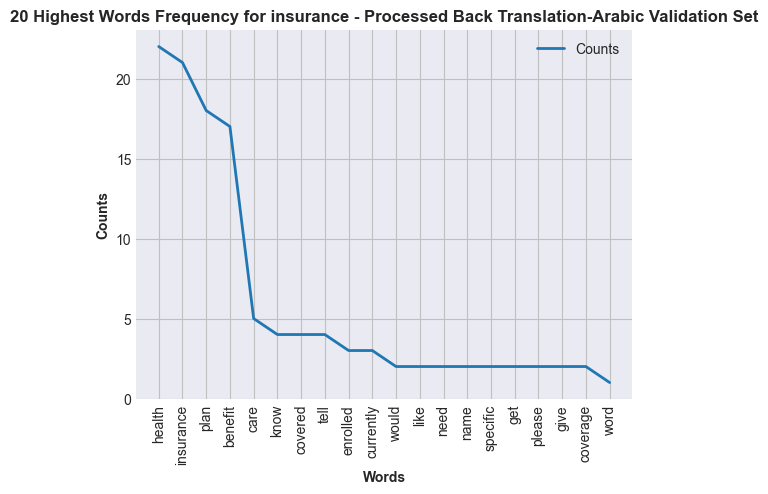 20 Highest Words Frequency for insurance - Processed Back Translation-Arabic Validation Set
Counts
20
15
10
5
0
Counts
health
insurance
plan
benefit
care
know
covered
tell
enrolled
currently
would
like
need
name
specific
get
please
give
coverage
word
Words